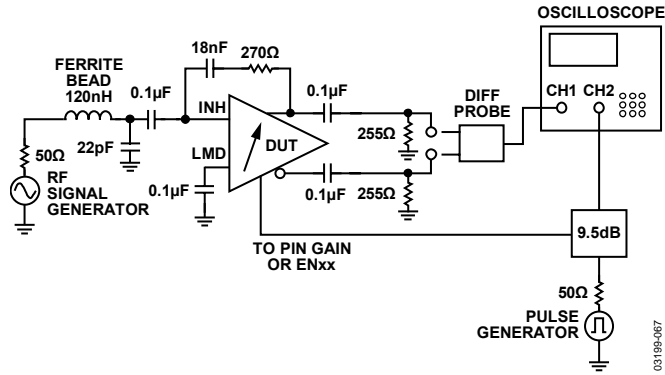 OSCILLOSCOPE
18nF
270Ω
FERRITE
BEAD
120nH
0.1µF
0.1µF
DIFF
PROBE
CH1
CH2
INH
50Ω
22pF
LMD
DUT
255Ω
RF
SIGNAL
GENERATOR
0.1µF
0.1µF
255Ω
9.5dB
TO PIN GAIN
OR ENxx
50Ω
PULSE
GENERATOR
03199-067